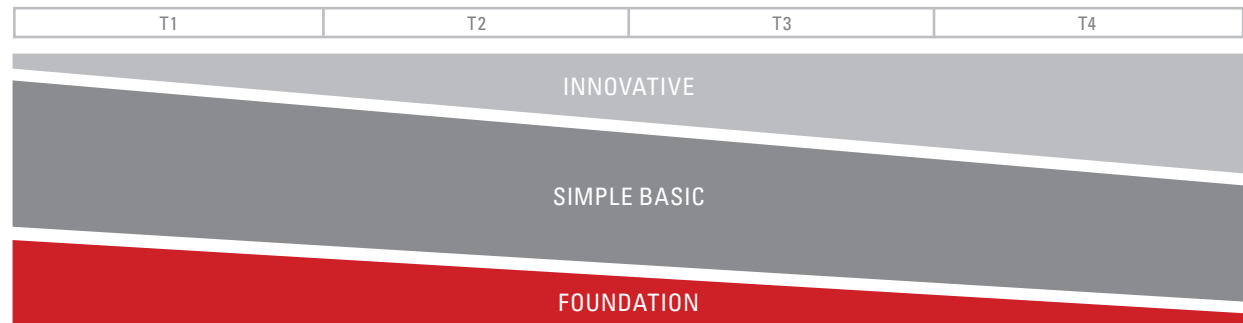 T1 T2 T3 T4
INNOVATIVE
SIMPLE BASIC
FOUNDATION